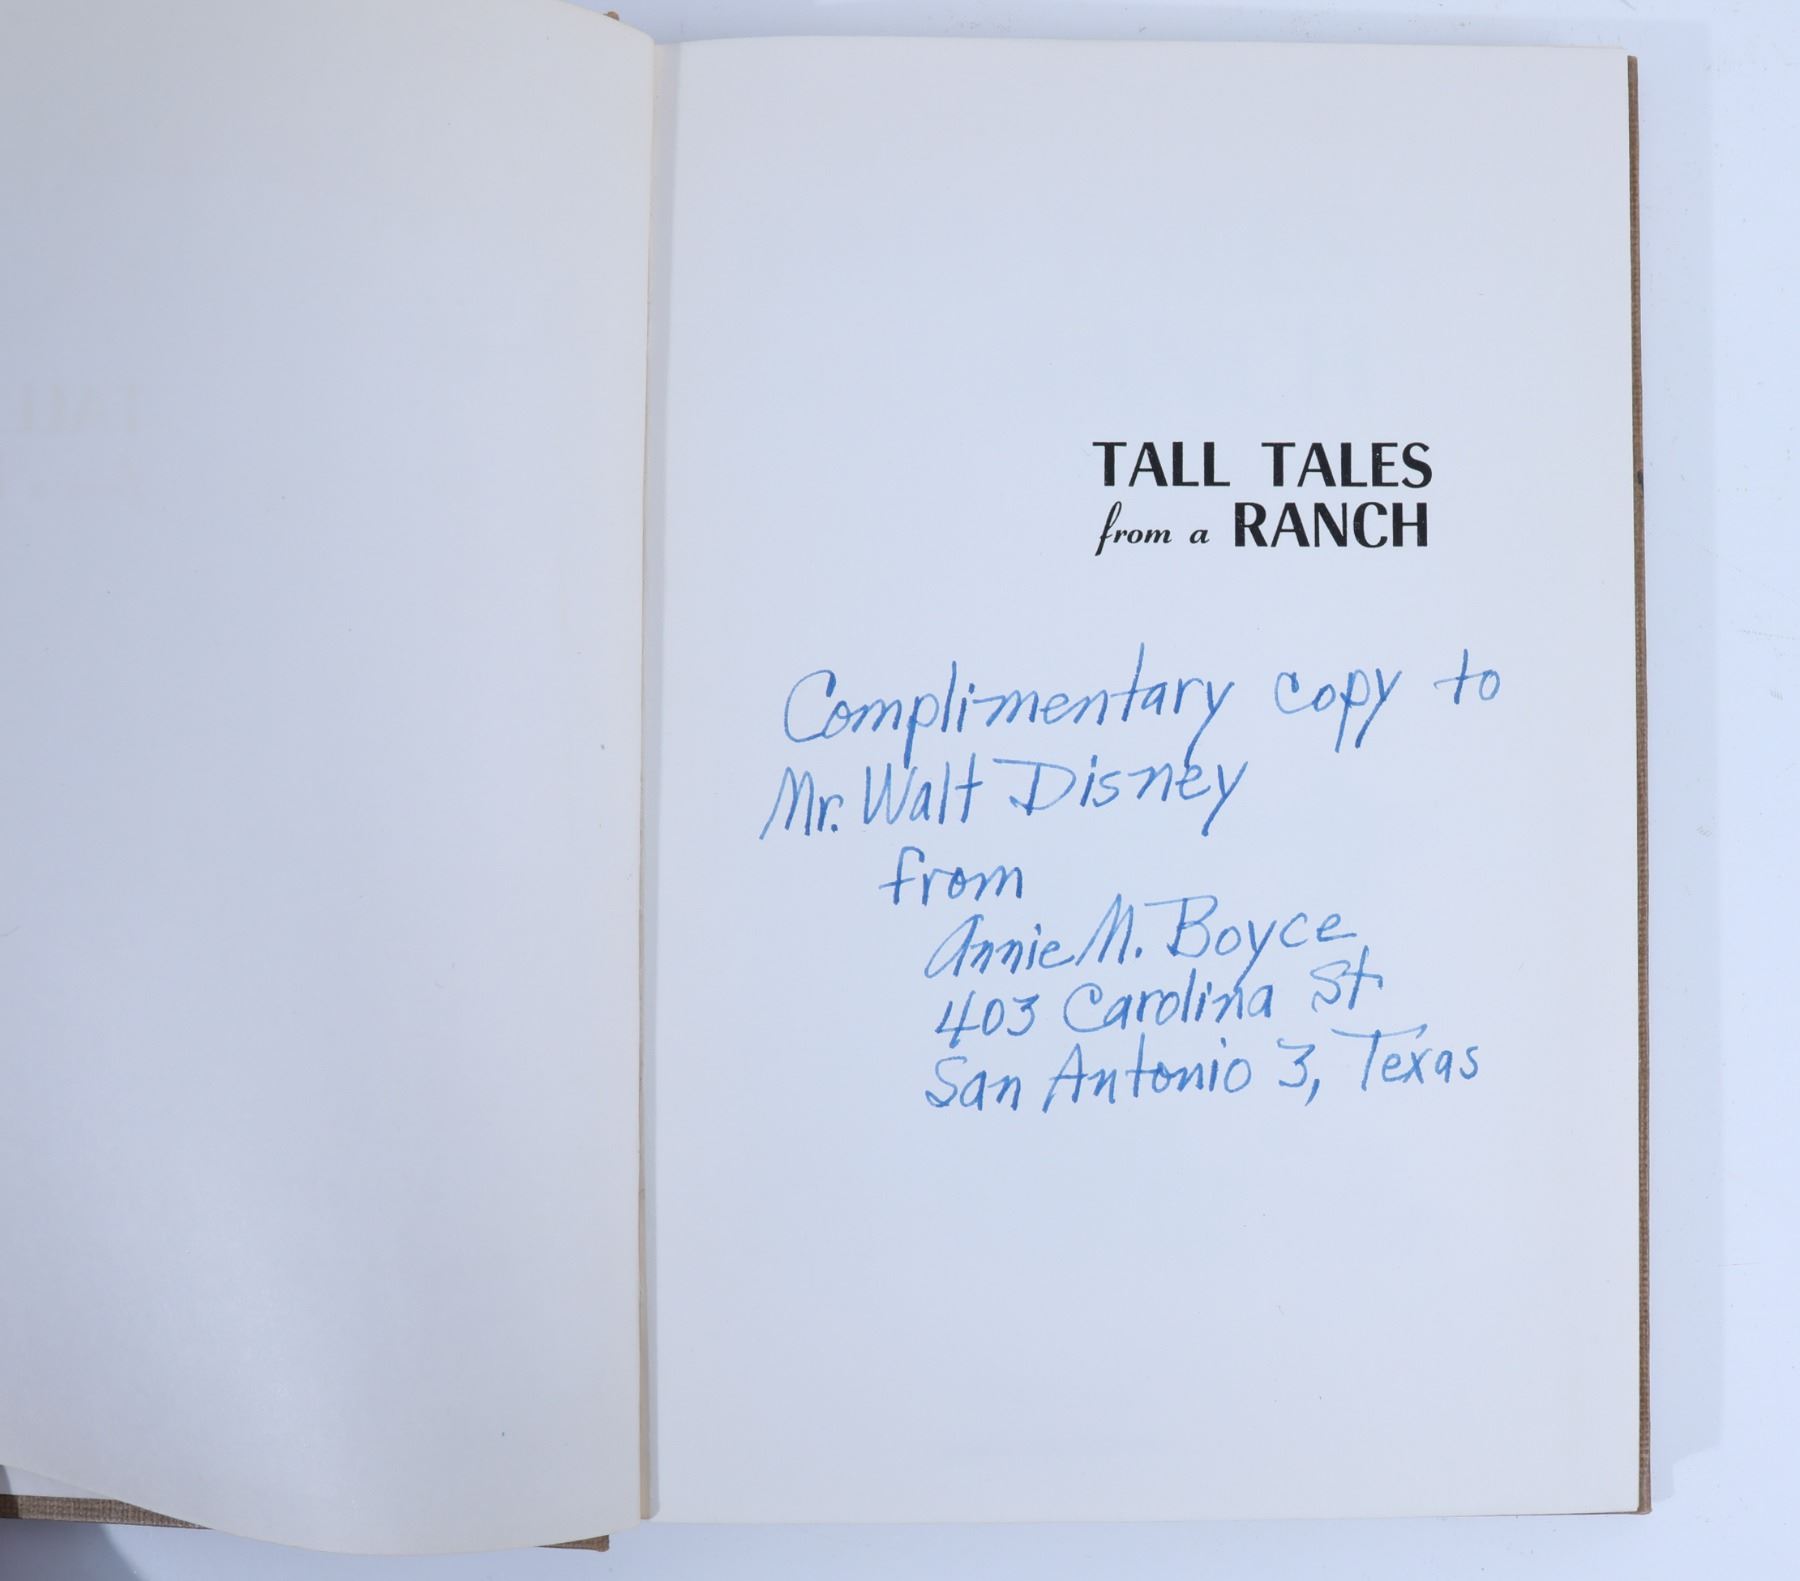 TALL TALES
from a RANCH
Complimentary copy to
Mr. Walt Disney
from
Annie M. Boyce
403 Carolina St
San Antonio 3, Texas